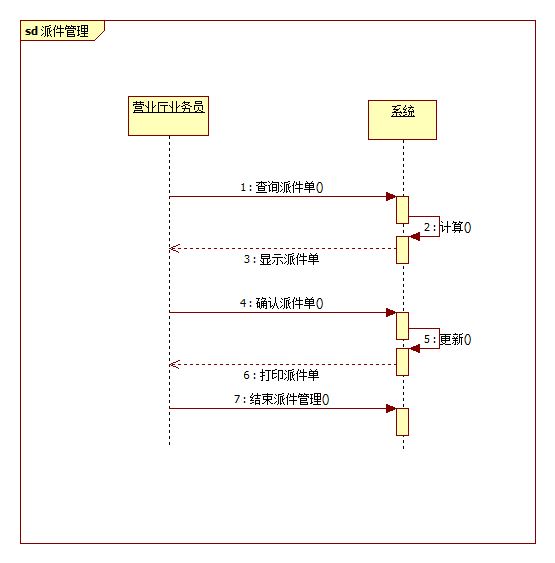 sd 派件管理
营业厅业务员
系统
1 : 查询派件单()
2 : 计算()
3 : 显示派件单
4 : 确认派件单()
5 : 更新()
6 : 打印派件单
7 : 结束派件管理()